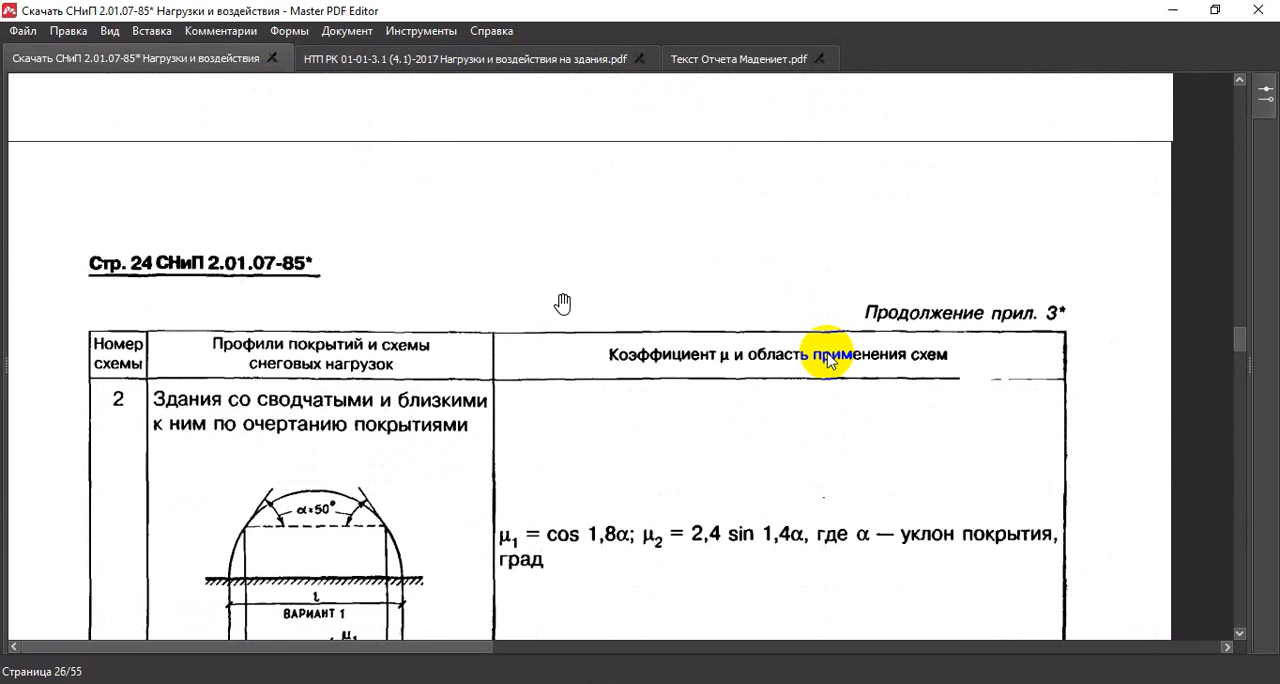 Скачать СНиП 2.01.07-85* Нагрузки и воздействия - Master PDF Editor
Файл Правка Вид Вставка Комментарии Формы Документ Инструменты Справка
Скачать СНиП 2.01.07-85* Нагрузки и воздействия НТП РК 01-01-3.1 (4.1)-2017 Нагрузки и воздействия на здания.pdf Текст Отчета Мадениет.pdf
Стр. 24 СНиП 2.01.07-85*
Продолжение прил. 3*
Номер схемы
Профили покрытий и схемы
снеговых нагрузок
Коэффициент μ и область применения схем
2
Здания со сводчатыми и близкими
к ним по очертанию покрытиями
α=50°
l
ВАРИАНТ 1
μ₁
μ₁ = cos 1,8α; μ₂ = 2,4 sin 1,4α, где α — уклон покрытия,
град
Страница 26/55